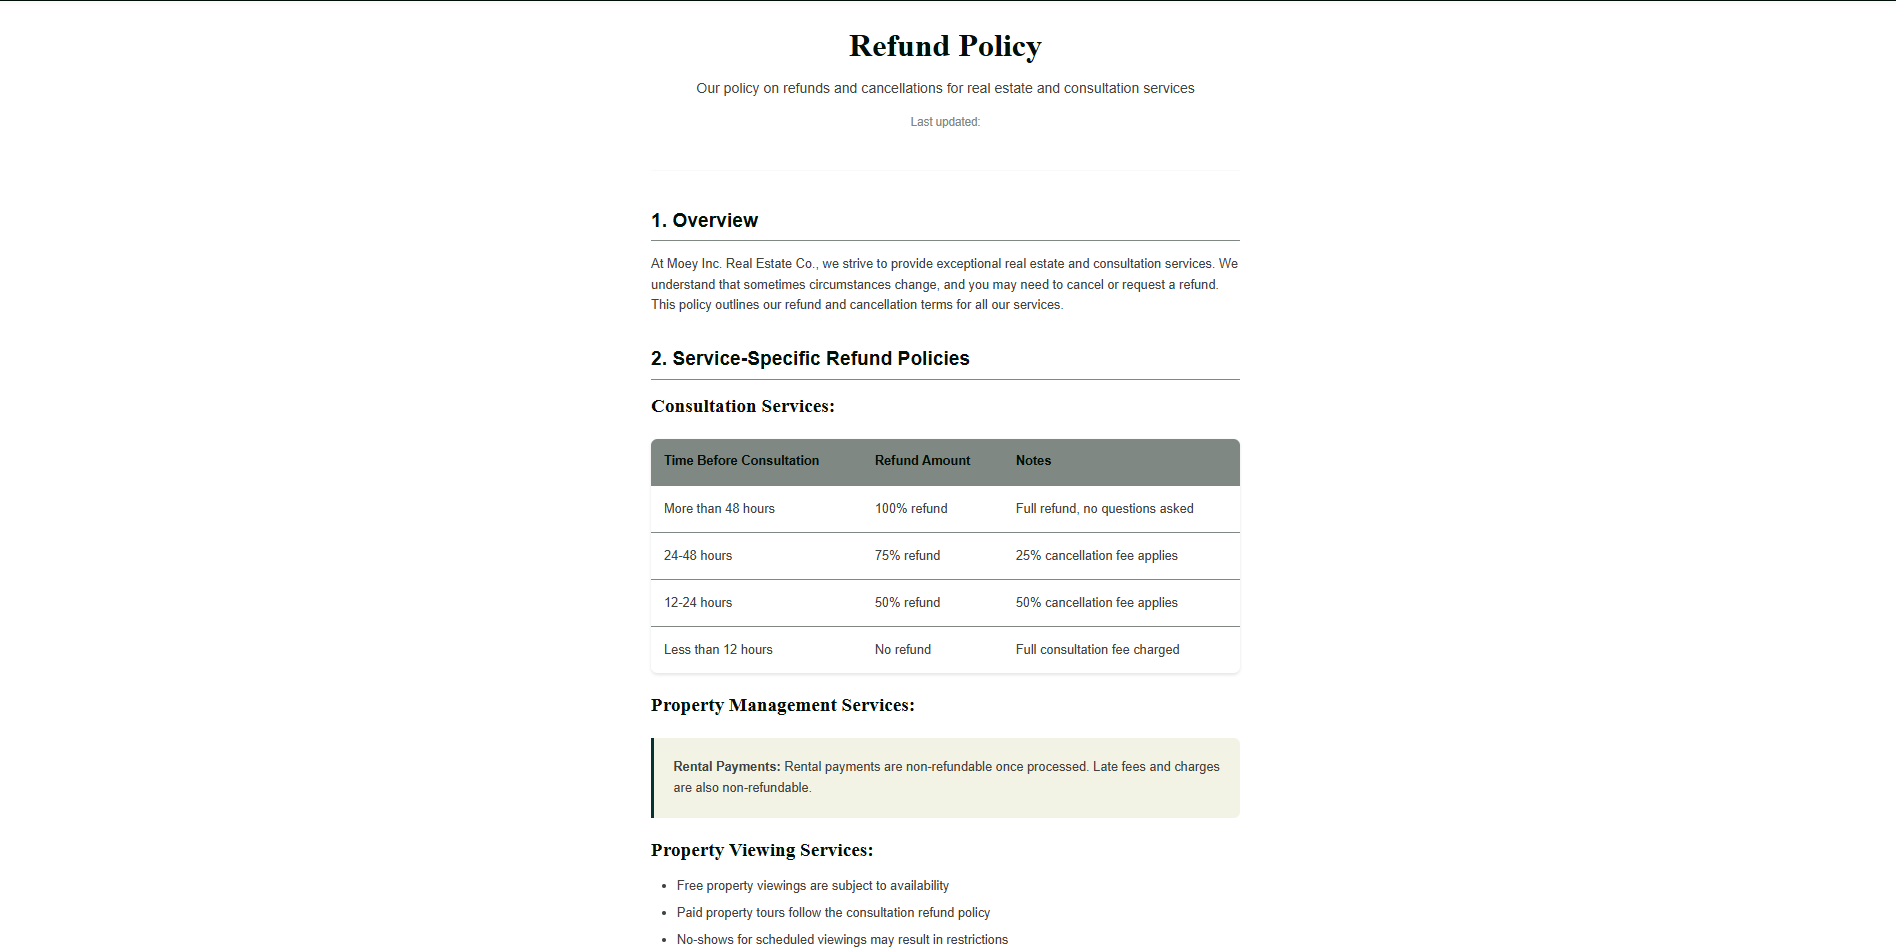 Refund Policy
Our policy on refunds and cancellations for real estate and consultation services
Last updated:
1. Overview
At Moey Inc. Real Estate Co., we strive to provide exceptional real estate and consultation services. We
understand that sometimes circumstances change, and you may need to cancel or request a refund.
This policy outlines our refund and cancellation terms for all our services.
2. Service-Specific Refund Policies
Consultation Services:
Time Before Consultation Refund Amount Notes
More than 48 hours 100% refund Full refund, no questions asked
24-48 hours 75% refund 25% cancellation fee applies
12-24 hours 50% refund 50% cancellation fee applies
Less than 12 hours No refund Full consultation fee charged
Property Management Services:
Rental Payments: Rental payments are non-refundable once processed. Late fees and charges
are also non-refundable.
Property Viewing Services:
• Free property viewings are subject to availability
• Paid property tours follow the consultation refund policy
• No-shows for scheduled viewings may result in restrictions